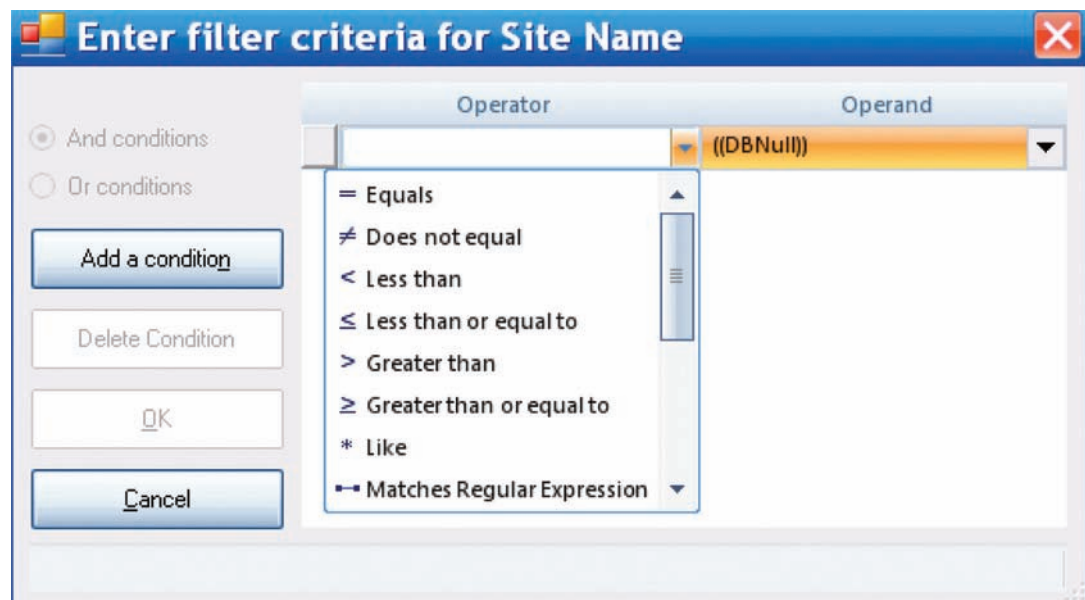 Enter filter criteria for Site Name
Operator Operand
And conditions
((DBNull))
Or conditions
= Equals
≠ Does not equal
Add a condition
< Less than
≤ Less than or equal to
Delete Condition
> Greater than
≥ Greater than or equal to
OK
* Like
Matches Regular Expression
Cancel